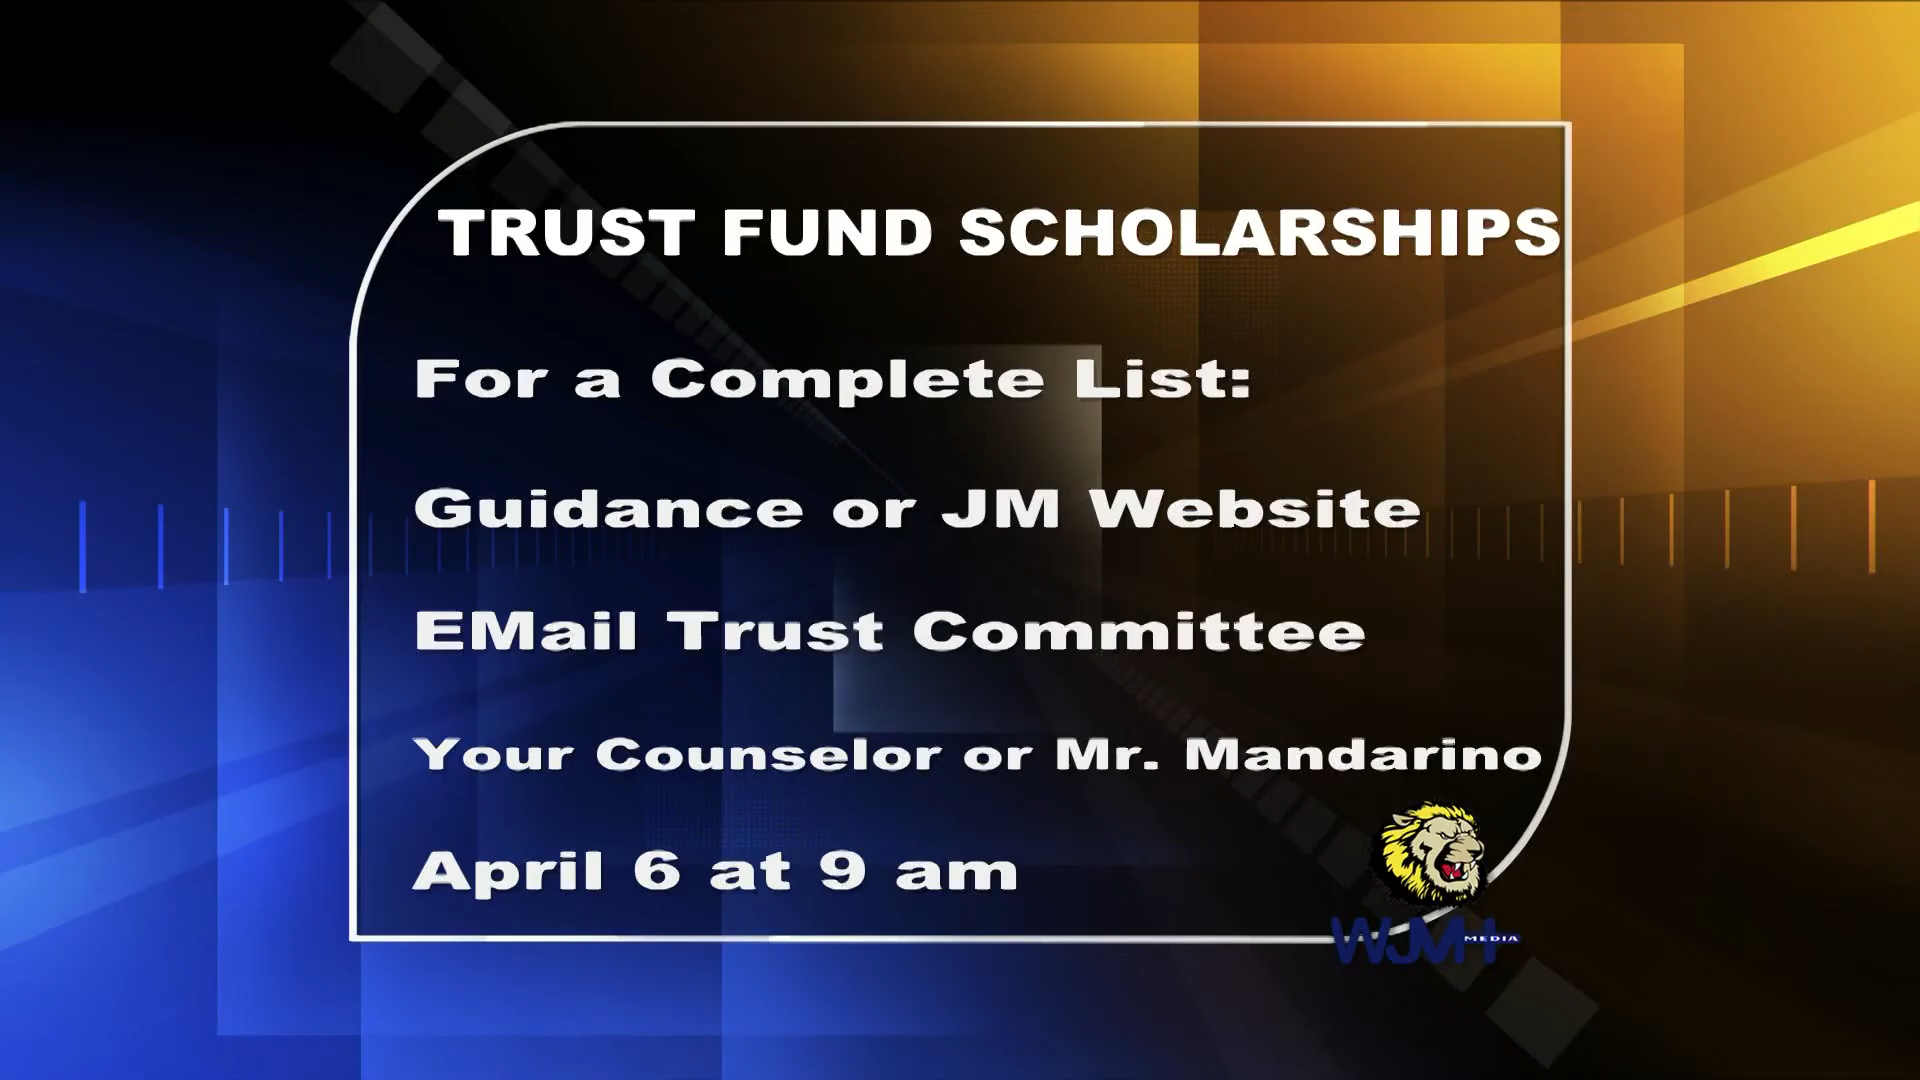 TRUST FUND SCHOLARSHIPS
For a Complete List:
Guidance or JM Website
EMail Trust Committee
Your Counselor or Mr. Mandarino
April 6 at 9 am
WJM+
MEDIA